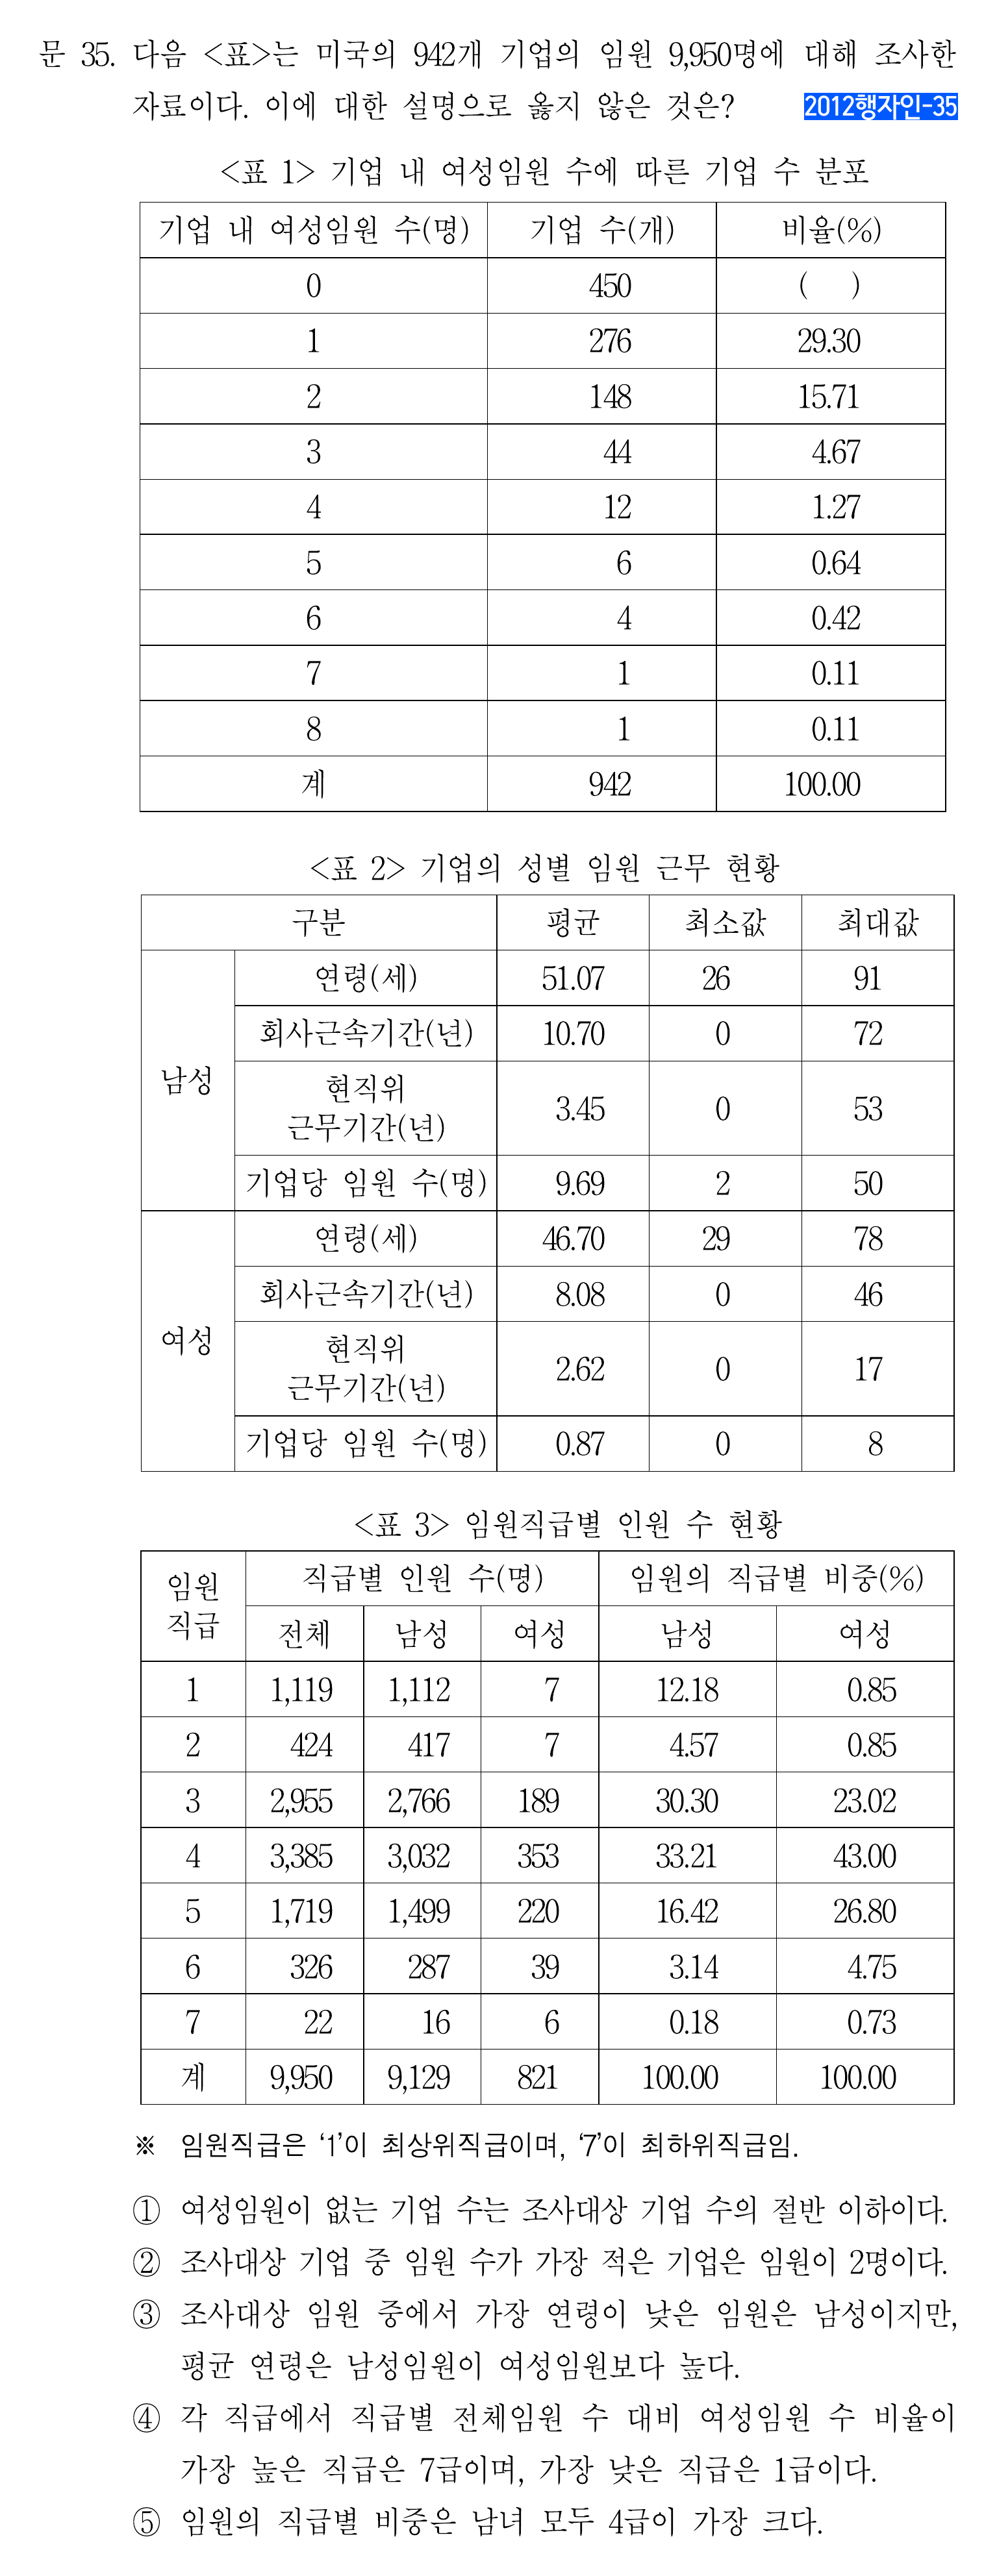 문 35. 다음 <표>는 미국의 942개 기업의 임원 9,950명에 대해 조사한
자료이다. 이에 대한 설명으로 옳지 않은 것은? 2012행자인-35
<표 1> 기업 내 여성임원 수에 따른 기업 수 분포
기업 내 여성임원 수(명) 기업 수(개) 비율(%)
0 450 ( )
1 276 29.30
2 148 15.71
3 44 4.67
4 12 1.27
5 6 0.64
6 4 0.42
7 1 0.11
8 1 0.11
계 942 100.00
<표 2> 기업의 성별 임원 근무 현황
구분 평균 최소값 최대값
남성
연령(세) 51.07 26 91
회사근속기간(년) 10.70 0 72
현직위
근무기간(년) 3.45 0 53
기업당 임원 수(명) 9.69 2 50
여성
연령(세) 46.70 29 78
회사근속기간(년) 8.08 0 46
현직위
근무기간(년) 2.62 0 17
기업당 임원 수(명) 0.87 0 8
<표 3> 임원직급별 인원 수 현황
임원
직급
직급별 인원 수(명) 임원의 직급별 비중(%)
전체 남성 여성 남성 여성
1 1,119 1,112 7 12.18 0.85
2 424 417 7 4.57 0.85
3 2,955 2,766 189 30.30 23.02
4 3,385 3,032 353 33.21 43.00
5 1,719 1,499 220 16.42 26.80
6 326 287 39 3.14 4.75
7 22 16 6 0.18 0.73
계 9,950 9,129 821 100.00 100.00
※ 임원직급은 ‘1’이 최상위직급이며, ‘7’이 최하위직급임.
① 여성임원이 없는 기업 수는 조사대상 기업 수의 절반 이하이다.
② 조사대상 기업 중 임원 수가 가장 적은 기업은 임원이 2명이다.
③ 조사대상 임원 중에서 가장 연령이 낮은 임원은 남성이지만,
평균 연령은 남성임원이 여성임원보다 높다.
④ 각 직급에서 직급별 전체임원 수 대비 여성임원 수 비율이
가장 높은 직급은 7급이며, 가장 낮은 직급은 1급이다.
⑤ 임원의 직급별 비중은 남녀 모두 4급이 가장 크다.